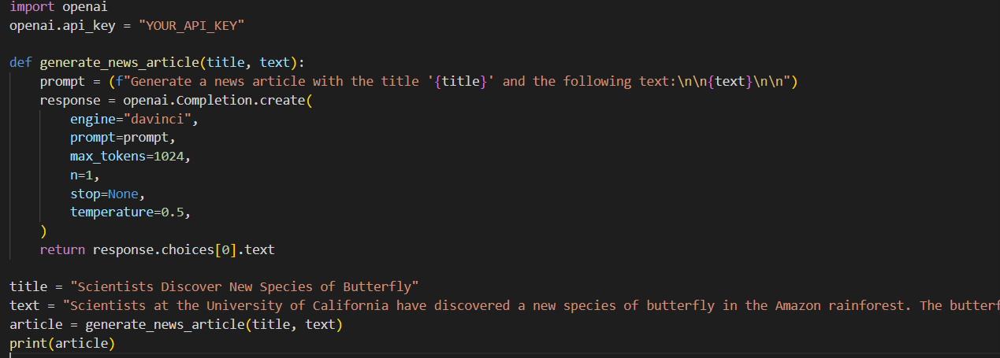 import openai
openai.api_key = "YOUR_API_KEY"
def generate_news_article(title, text):
prompt = (f"Generate a news article with the title '{title}' and the following text:\n\n{text}\n\n")
response = openai.Completion.create(
engine="davinci",
prompt=prompt,
max_tokens=1024,
n=1,
stop=None,
temperature=0.5,
)
return response.choices[0].text
title = "Scientists Discover New Species of Butterfly"
text = "Scientists at the University of California have discovered a new species of butterfly in the Amazon rainforest. The butterf
article = generate_news_article(title, text)
print(article)